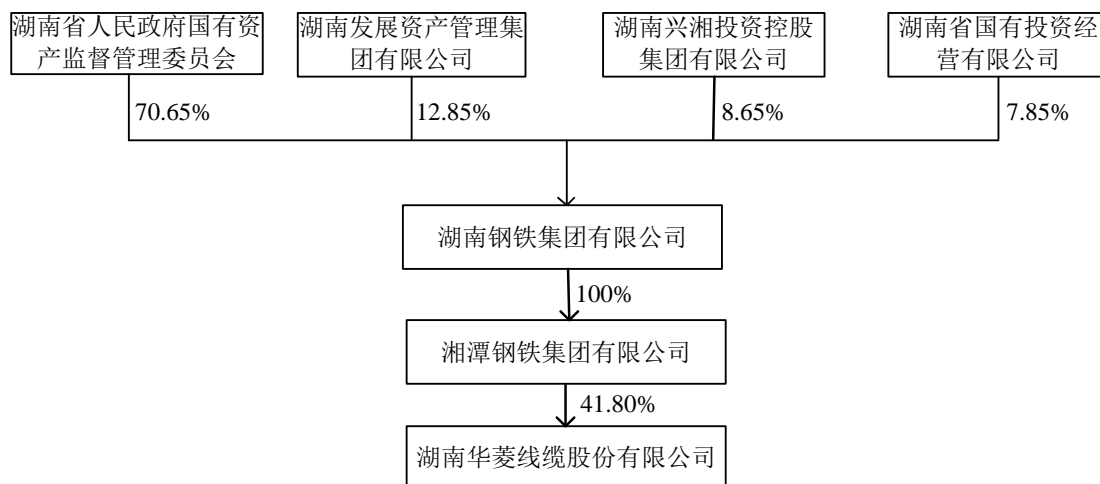 湖南省人民政府国有资
产监督管理委员会
湖南发展资产管理集
团有限公司
湖南兴湘投资控股
集团有限公司
湖南省国有投资经
营有限公司
70.65%
12.85%
8.65%
7.85%
湖南钢铁集团有限公司
100%
湘潭钢铁集团有限公司
41.80%
湖南华菱线缆股份有限公司